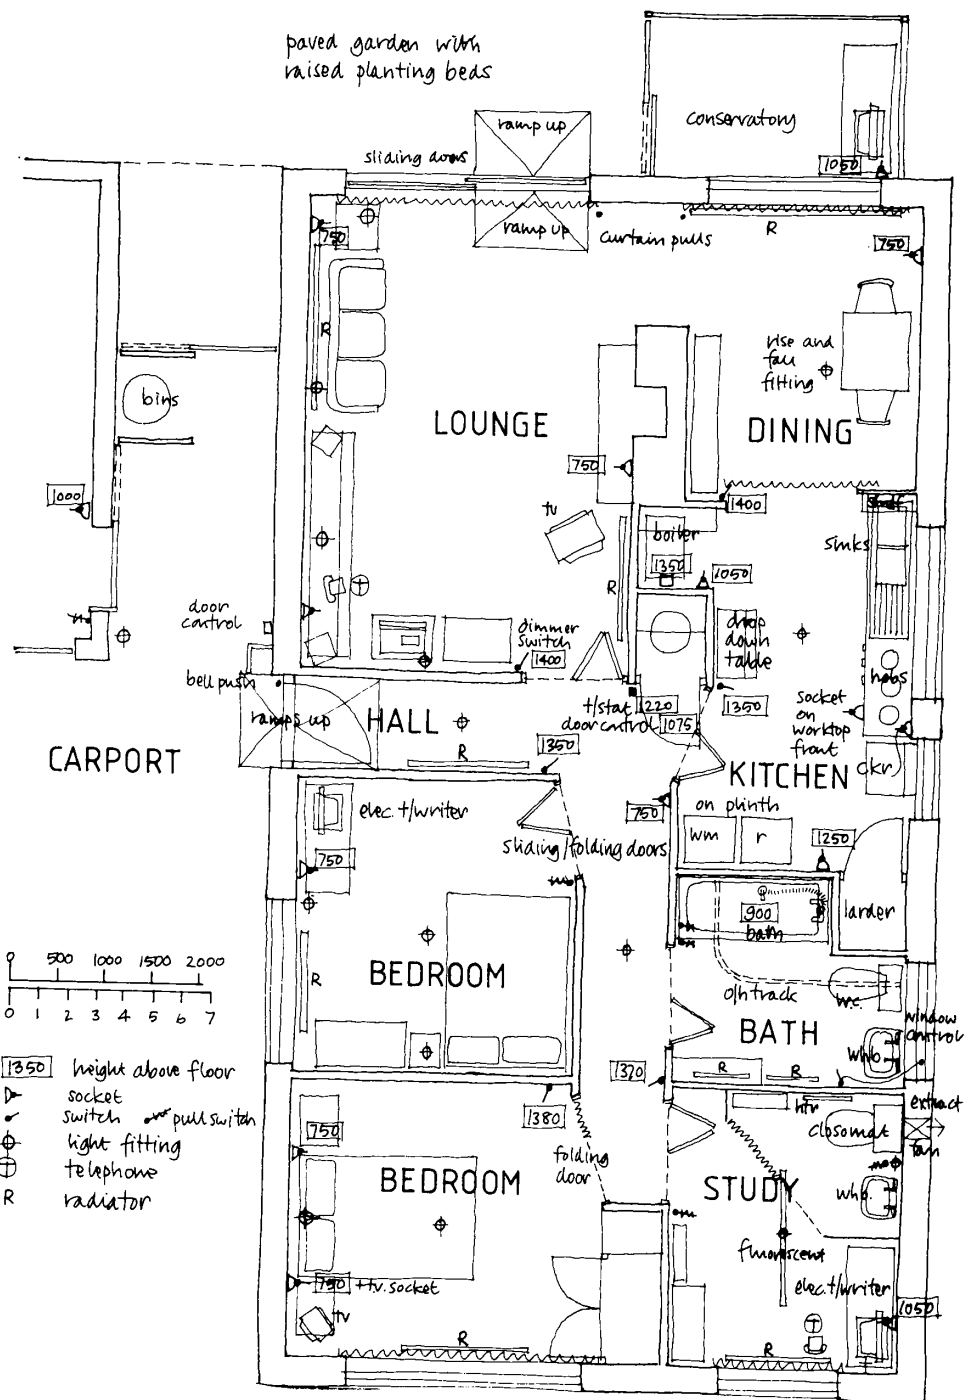 paved garden with
raised planting beds
ramp up
conservatory
sliding doors
1050
ramp up
curtain pulls
R
750
750
R
rise and
fall
fitting
bins
LOUNGE
DINING
750
1000
1400
shelf
tv
boiler
sinks
1350
1050
R
door
control
dimmer
switch
1400
drop
down
table
hobs
bell push
t/stat
1220
door control
1075
1350
socket
on
worktop
front
ramps up
HALL
R
1350
CARPORT
KITCHEN
ckr
elec. t/writer
750
on plinth
wm
r
1250
sliding/folding doors
750
900
bath
larder
0 500 1000 1500 2000
0 1 2 3 4 5 6 7
R
BEDROOM
o/h track
w.c.
BATH
window
control
whb
1350 height above floor
socket
switch pull switch
light fitting
telephone
R radiator
R
R
1320
1380
htr
closomat
extract
fan
750
folding
door
BEDROOM
STUDY
whb.
fluorescent
750 + t.v. socket
elec. t/writer
1050
tv
R
R